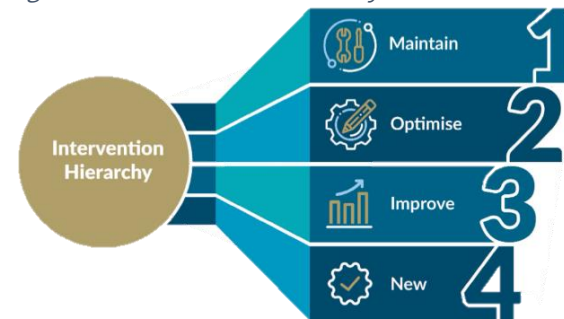 Intervention
Hierarchy
Maintain
1
Optimise
2
Improve
3
New
4